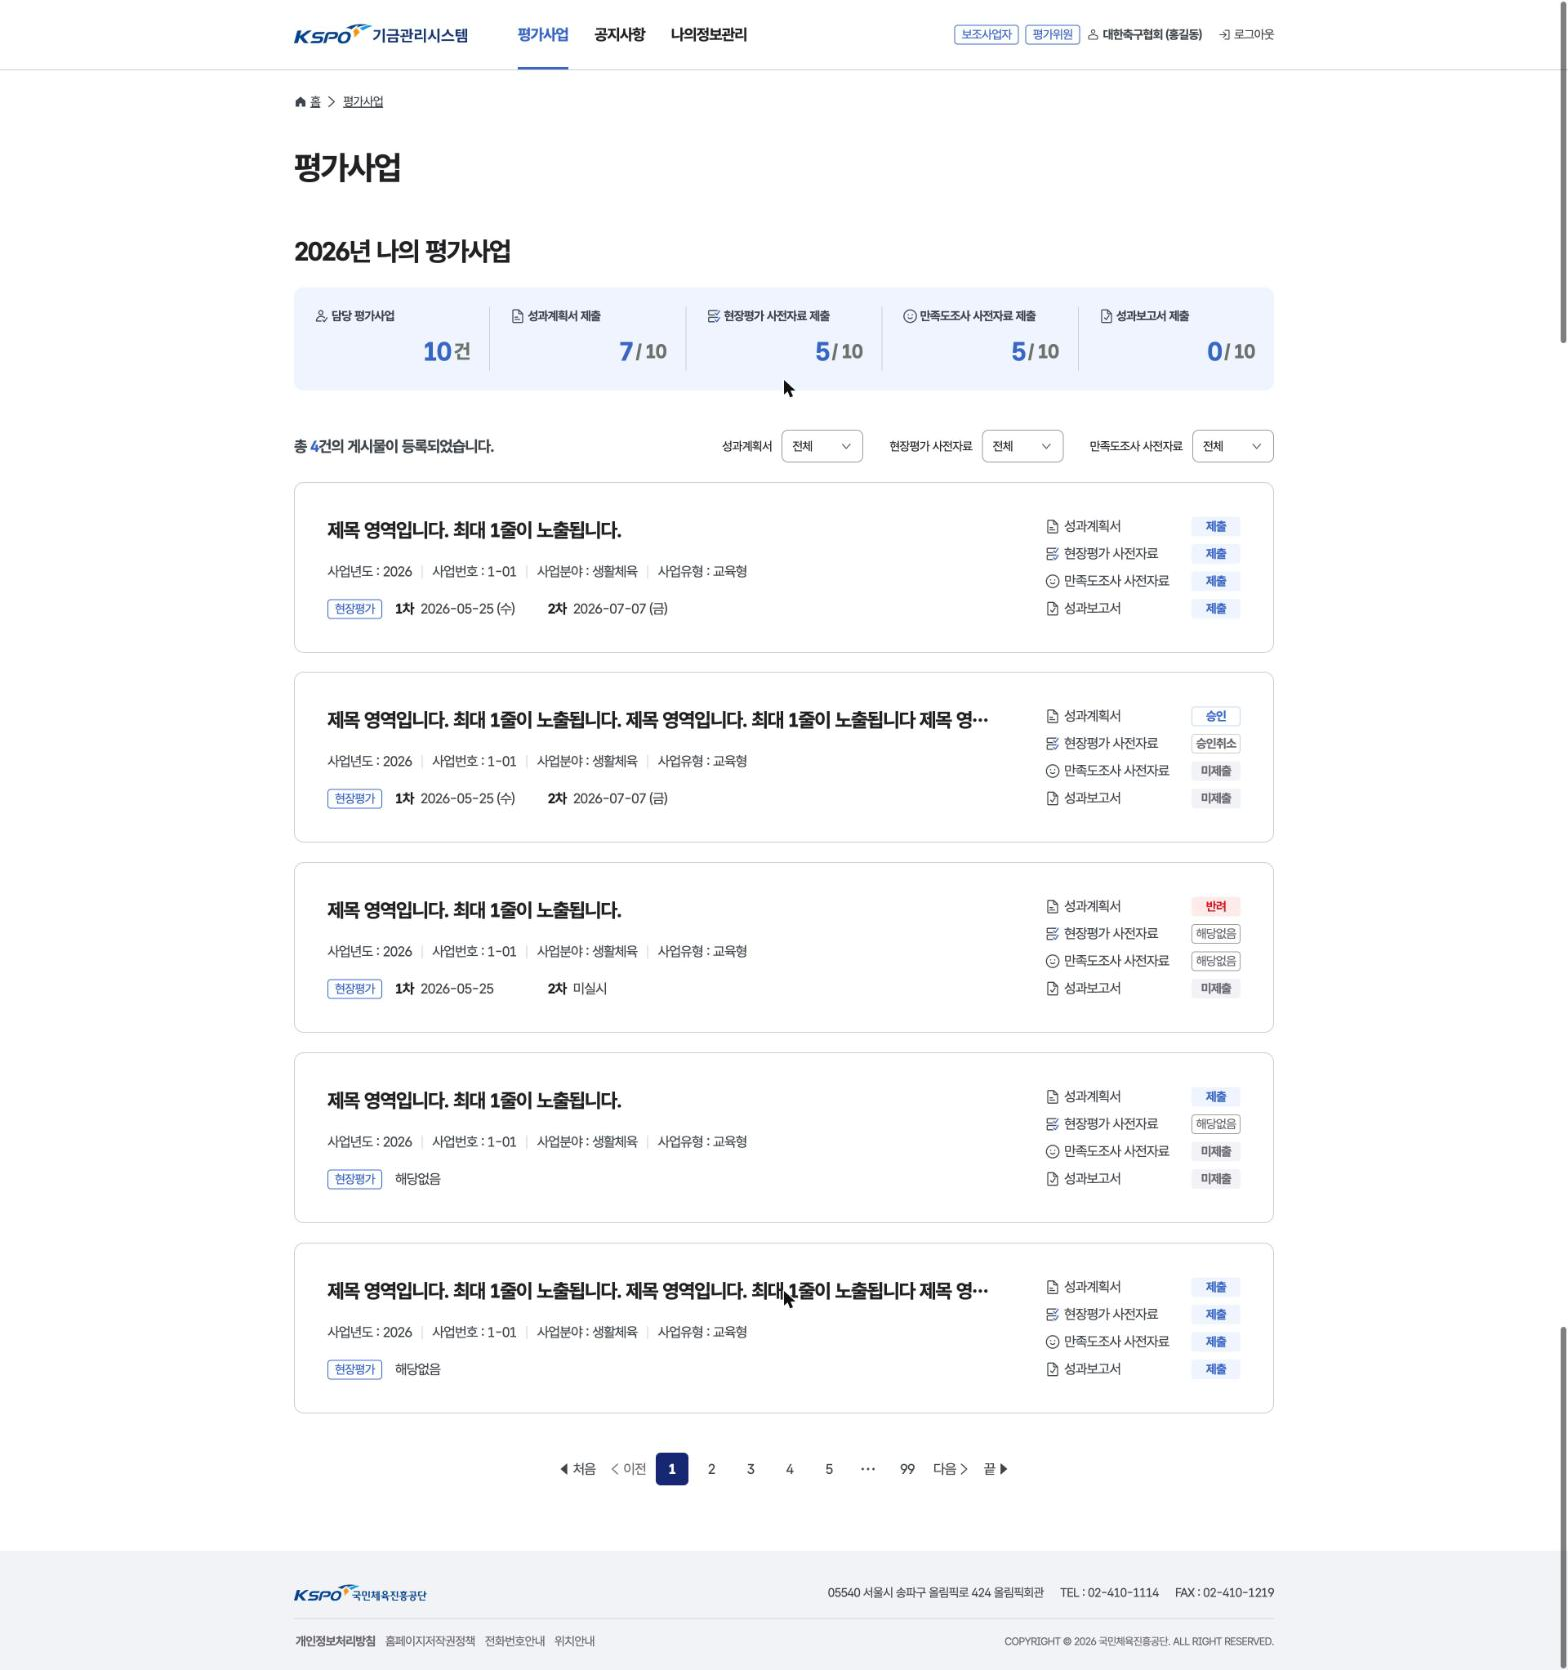 KSPO 기금관리시스템 평가사업 공지사항 나의정보관리 보조사업자 평가위원 대한축구협회 (홍길동) 로그아웃
홈 > 평가사업
평가사업
2026년 나의 평가사업
담당 평가사업 성과계획서 제출 현장평가 사전자료 제출 만족도조사 사전자료 제출 성과보고서 제출
10건 7/ 10 5/ 10 5/ 10 0/ 10
총 4건의 게시물이 등록되었습니다. 성과계획서 전체 현장평가 사전자료 전체 만족도조사 사전자료 전체
제목 영역입니다. 최대 1줄이 노출됩니다.
사업년도 : 2026 사업번호 : 1-01 사업분야 : 생활체육 사업유형 : 교육형
현장평가 1차 2026-05-25 (수) 2차 2026-07-07 (금)
성과계획서 제출
현장평가 사전자료 제출
만족도조사 사전자료 제출
성과보고서 제출
제목 영역입니다. 최대 1줄이 노출됩니다. 제목 영역입니다. 최대 1줄이 노출됩니다 제목 영···
사업년도 : 2026 사업번호 : 1-01 사업분야 : 생활체육 사업유형 : 교육형
현장평가 1차 2026-05-25 (수) 2차 2026-07-07 (금)
성과계획서 승인
현장평가 사전자료 승인취소
만족도조사 사전자료 미제출
성과보고서 미제출
제목 영역입니다. 최대 1줄이 노출됩니다.
사업년도 : 2026 사업번호 : 1-01 사업분야 : 생활체육 사업유형 : 교육형
현장평가 1차 2026-05-25 2차 미실시
성과계획서 반려
현장평가 사전자료 해당없음
만족도조사 사전자료 해당없음
성과보고서 미제출
제목 영역입니다. 최대 1줄이 노출됩니다.
사업년도 : 2026 사업번호 : 1-01 사업분야 : 생활체육 사업유형 : 교육형
현장평가 해당없음
성과계획서 제출
현장평가 사전자료 해당없음
만족도조사 사전자료 미제출
성과보고서 미제출
제목 영역입니다. 최대 1줄이 노출됩니다. 제목 영역입니다. 최대 1줄이 노출됩니다 제목 영···
사업년도 : 2026 사업번호 : 1-01 사업분야 : 생활체육 사업유형 : 교육형
현장평가 해당없음
성과계획서 제출
현장평가 사전자료 제출
만족도조사 사전자료 제출
성과보고서 제출
처음 이전 1 2 3 4 5 ··· 99 다음 끝
KSPO 국민체육진흥공단 05540 서울시 송파구 올림픽로 424 올림픽회관 TEL : 02-410-1114 FAX : 02-410-1219
개인정보처리방침 홈페이지저작권정책 전화번호안내 위치안내 COPYRIGHT © 2026 국민체육진흥공단. ALL RIGHT RESERVED.